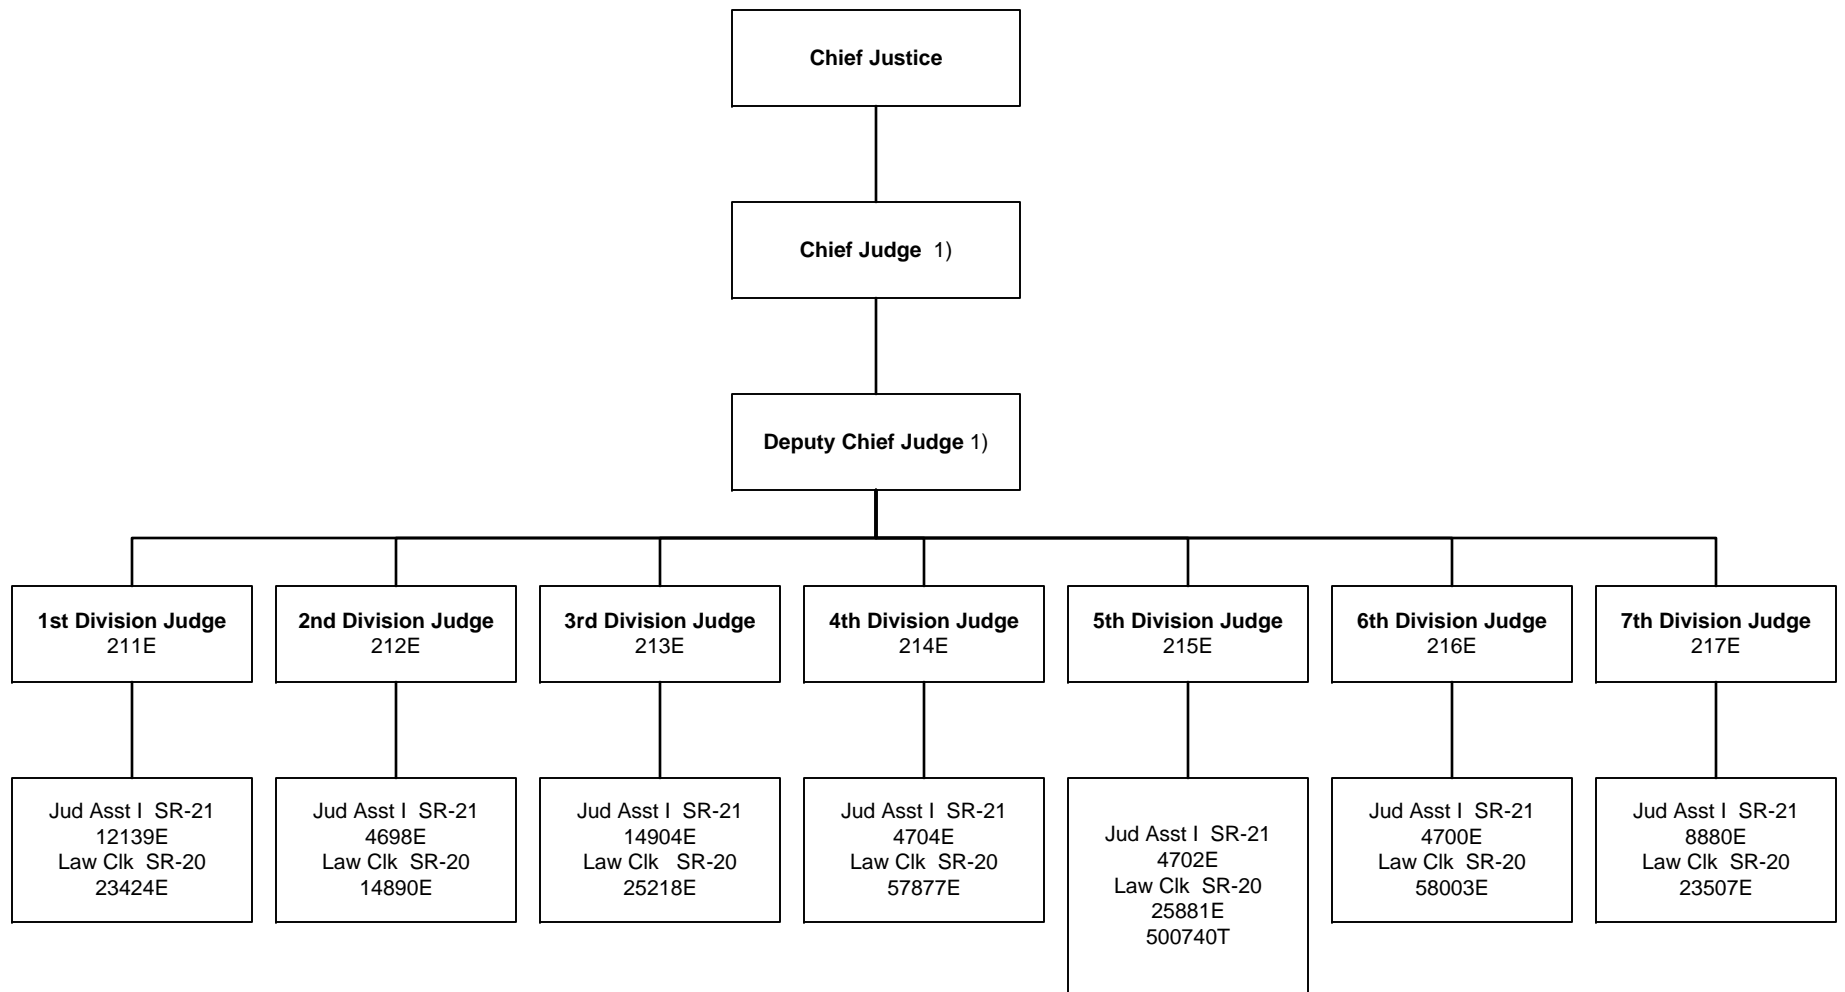 Chief Justice
Chief Judge 1)
Deputy Chief Judge 1)
1st Division Judge
211E
2nd Division Judge
212E
3rd Division Judge
213E
4th Division Judge
214E
5th Division Judge
215E
6th Division Judge
216E
7th Division Judge
217E
Jud Asst I SR-21
12139E
Law Clk SR-20
23424E
Jud Asst I SR-21
4698E
Law Clk SR-20
14890E
Jud Asst I SR-21
14904E
Law Clk SR-20
25218E
Jud Asst I SR-21
4704E
Law Clk SR-20
57877E
Jud Asst I SR-21
4702E
Law Clk SR-20
25881E
500740T
Jud Asst I SR-21
4700E
Law Clk SR-20
58003E
Jud Asst I SR-21
8880E
Law Clk SR-20
23507E